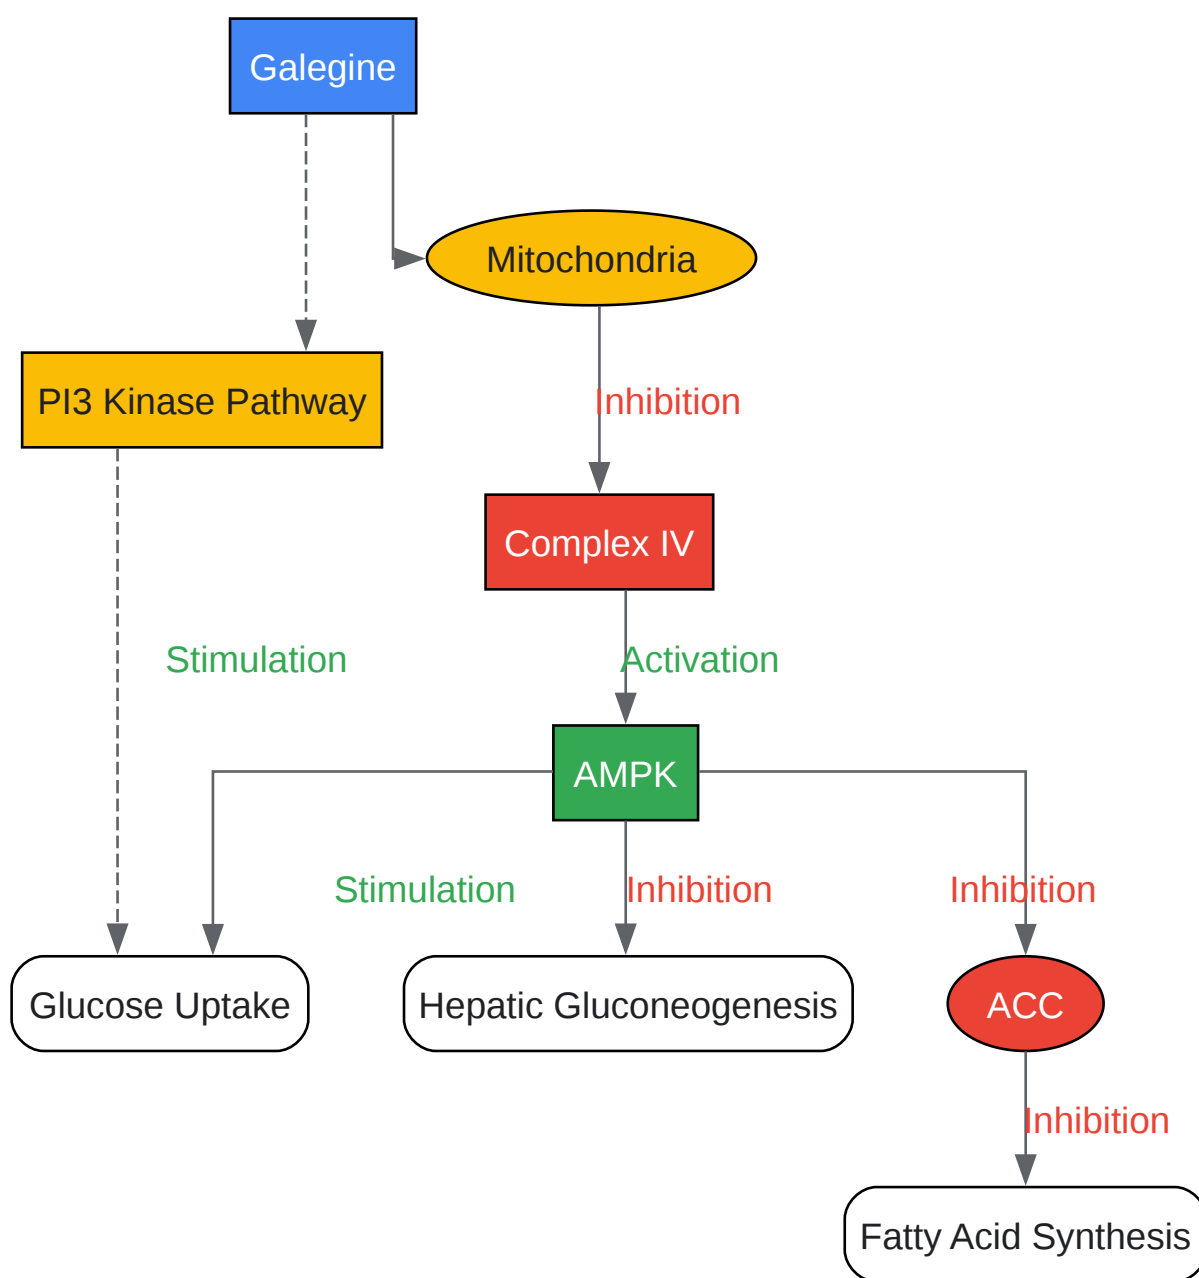 Galegine
Mitochondria
PI3 Kinase Pathway
Inhibition
Complex IV
Stimulation
Activation
AMPK
Stimulation
Inhibition
Inhibition
Glucose Uptake
Hepatic Gluconeogenesis
ACC
Inhibition
Fatty Acid Synthesis